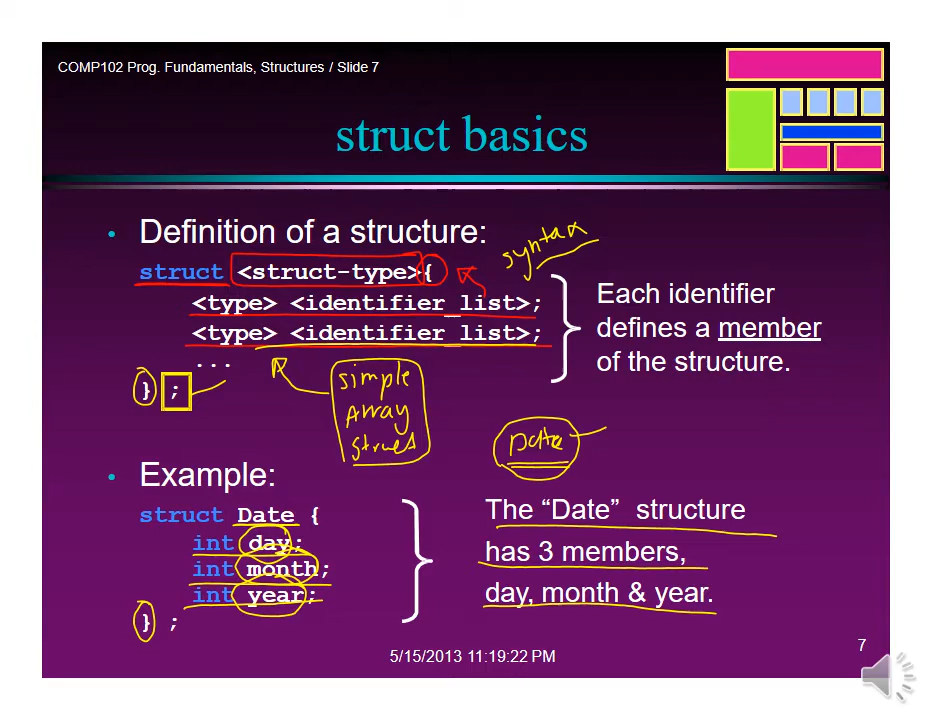 COMP102 Prog. Fundamentals, Structures / Slide 7
struct basics
• Definition of a structure:
syntax
struct <struct-type>{
<type> <identifier_list>;
<type> <identifier_list>;
...
} ;
Each identifier
defines a member
of the structure.
simple
Array
struct
Date
• Example:
struct Date {
int day;
int month;
int year;
} ;
The “Date” structure
has 3 members,
day, month & year.
5/15/2013 11:19:22 PM
7